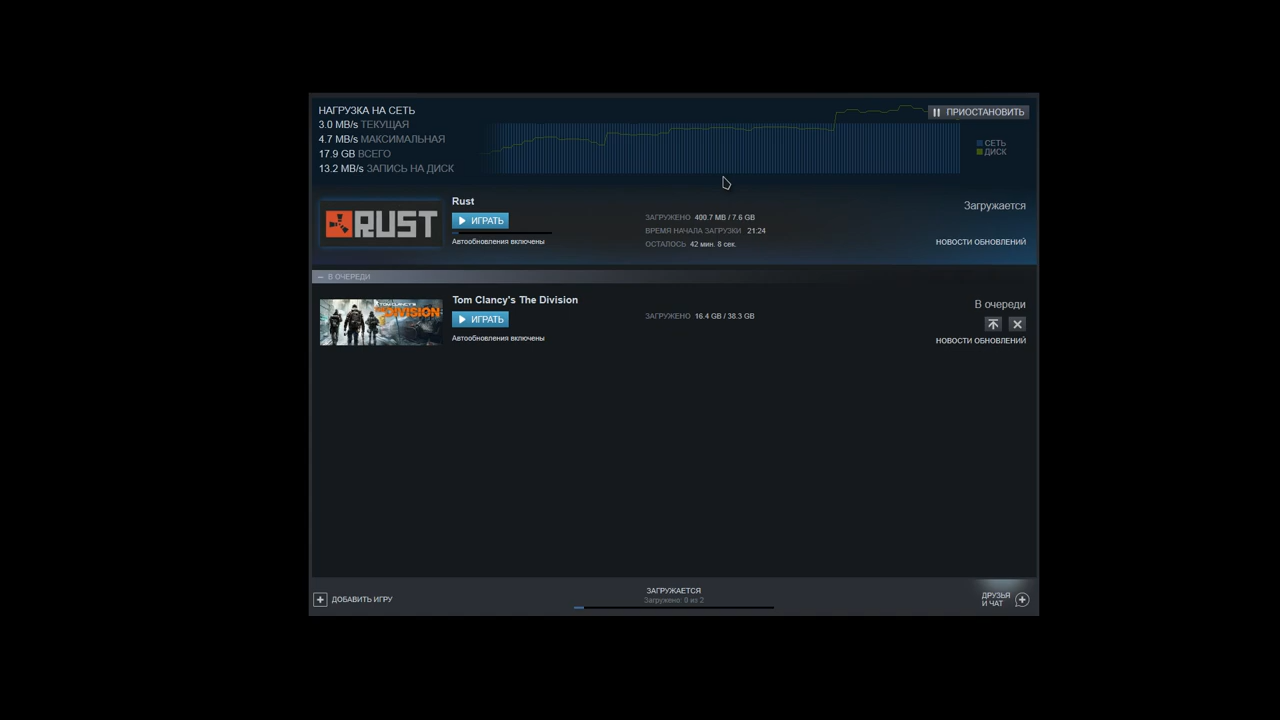 НАГРУЗКА НА СЕТЬ
3.0 MB/s ТЕКУЩАЯ
4.7 MB/s МАКСИМАЛЬНАЯ
17.9 GB ВСЕГО
13.2 MB/s ЗАПИСЬ НА ДИСК
ПРИОСТАНОВИТЬ
СЕТЬ
ДИСК
RUST
Rust
ИГРАТЬ
Автообновления включены
ЗАГРУЖЕНО 400.7 MB / 7.6 GB
ВРЕМЯ НАЧАЛА ЗАГРУЗКИ 21:24
ОСТАЛОСЬ 42 мин. 8 сек.
Загружается
НОВОСТИ ОБНОВЛЕНИЙ
– В ОЧЕРЕДИ
TOM CLANCY'S
THE DIVISION
Tom Clancy's The Division
ИГРАТЬ
Автообновления включены
ЗАГРУЖЕНО 16.4 GB / 38.3 GB
В очереди
НОВОСТИ ОБНОВЛЕНИЙ
ДОБАВИТЬ ИГРУ
ЗАГРУЖАЕТСЯ
Загружено: 0 из 2
ДРУЗЬЯ
И ЧАТ